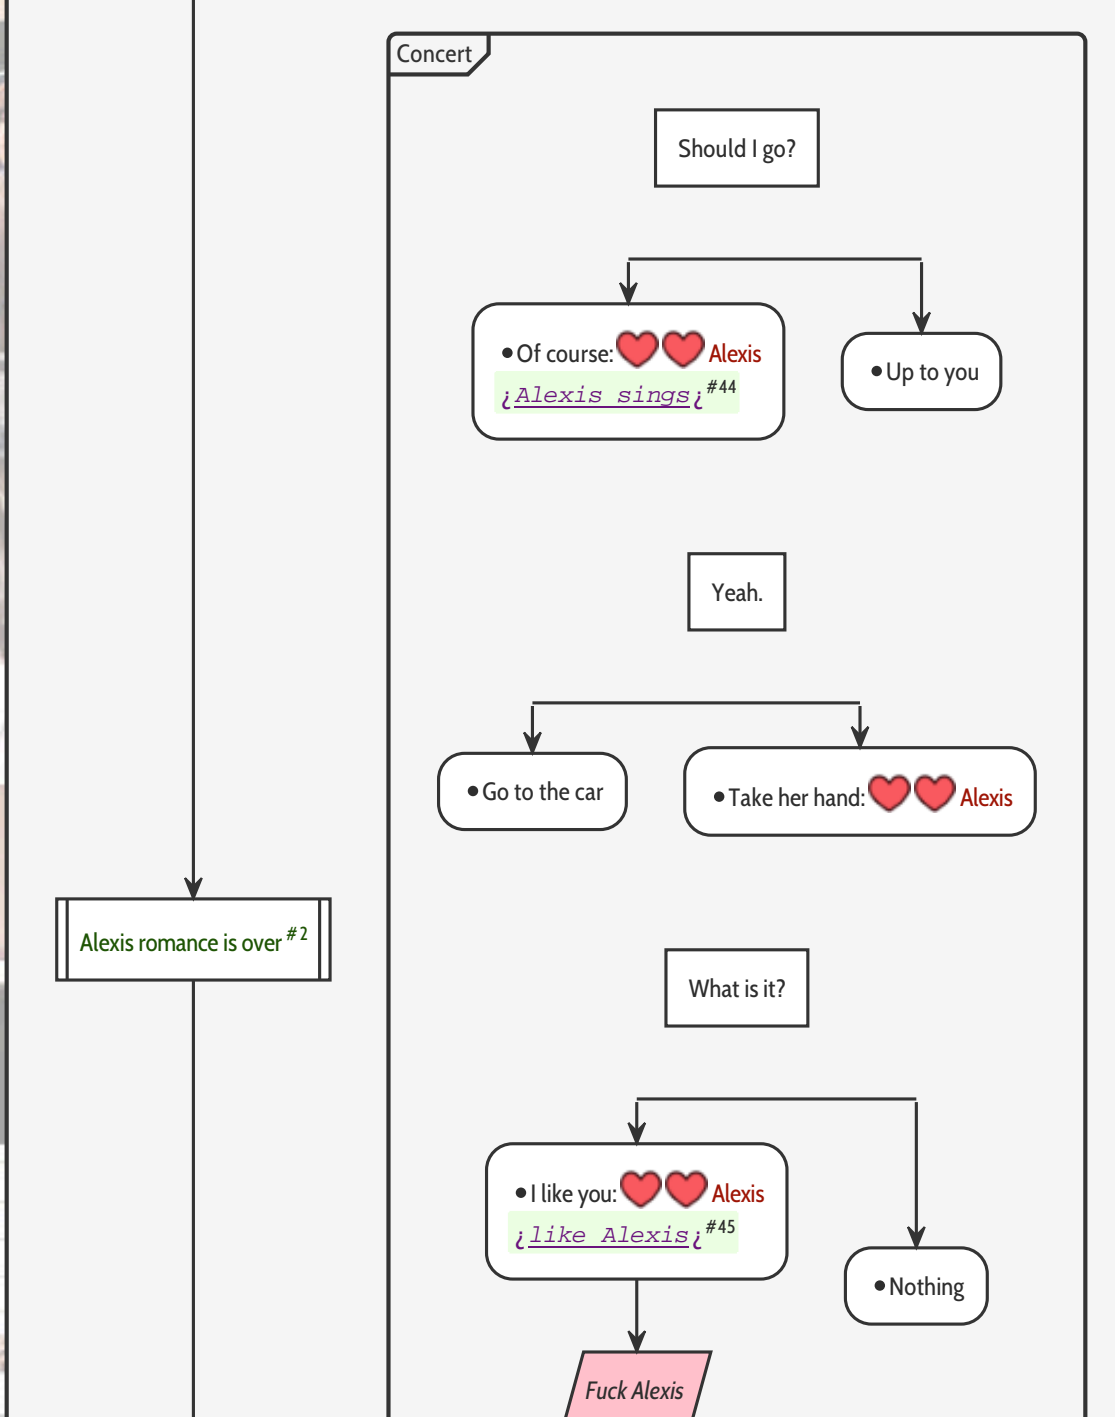 Concert
Should I go?
•Of course: Alexis
¿Alexis sings¿#44
•Up to you
Yeah.
•Go to the car
•Take her hand: Alexis
Alexis romance is over #2
What is it?
•I like you: Alexis
¿like Alexis¿#45
•Nothing
Fuck Alexis